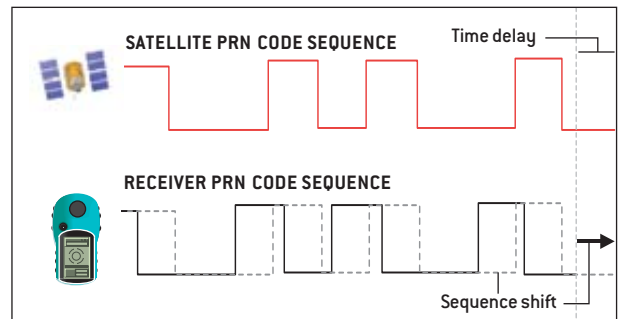 SATELLITE PRN CODE SEQUENCE
Time delay
RECEIVER PRN CODE SEQUENCE
Sequence shift